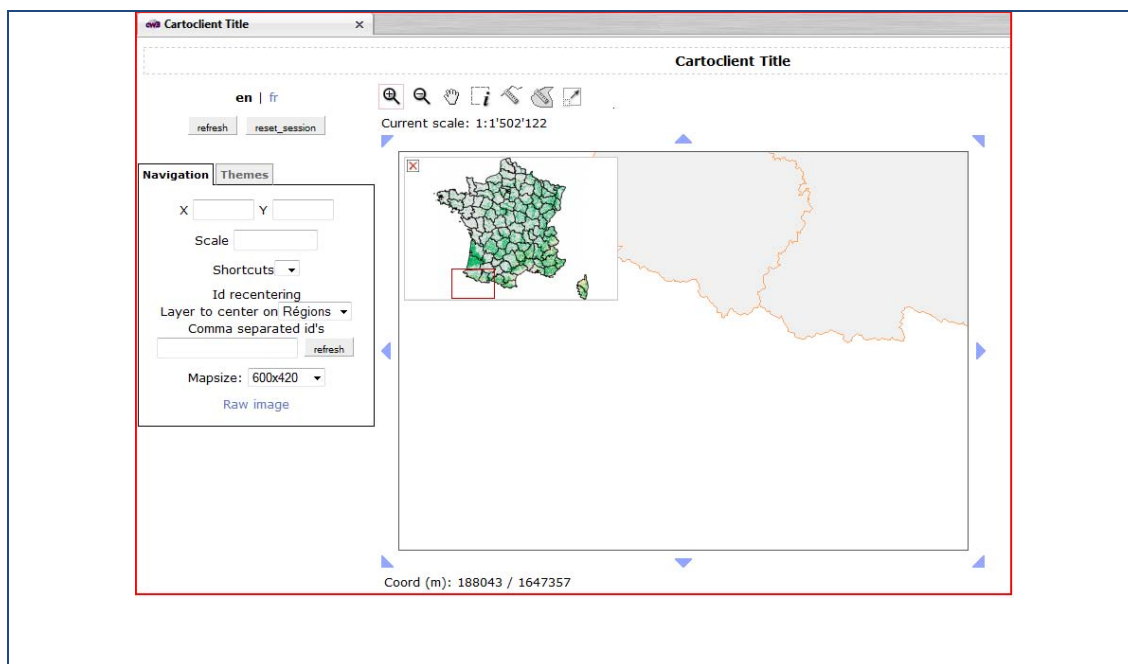 cw3 Cartoclient Title
Cartoclient Title
en | fr
refresh reset_session
Current scale: 1:1'502'122
Navigation Themes
X Y
Scale
Shortcuts
Id recentering
Layer to center on Régions
Comma separated id's
refresh
Mapsize: 600x420
Raw image
Coord (m): 188043 / 1647357